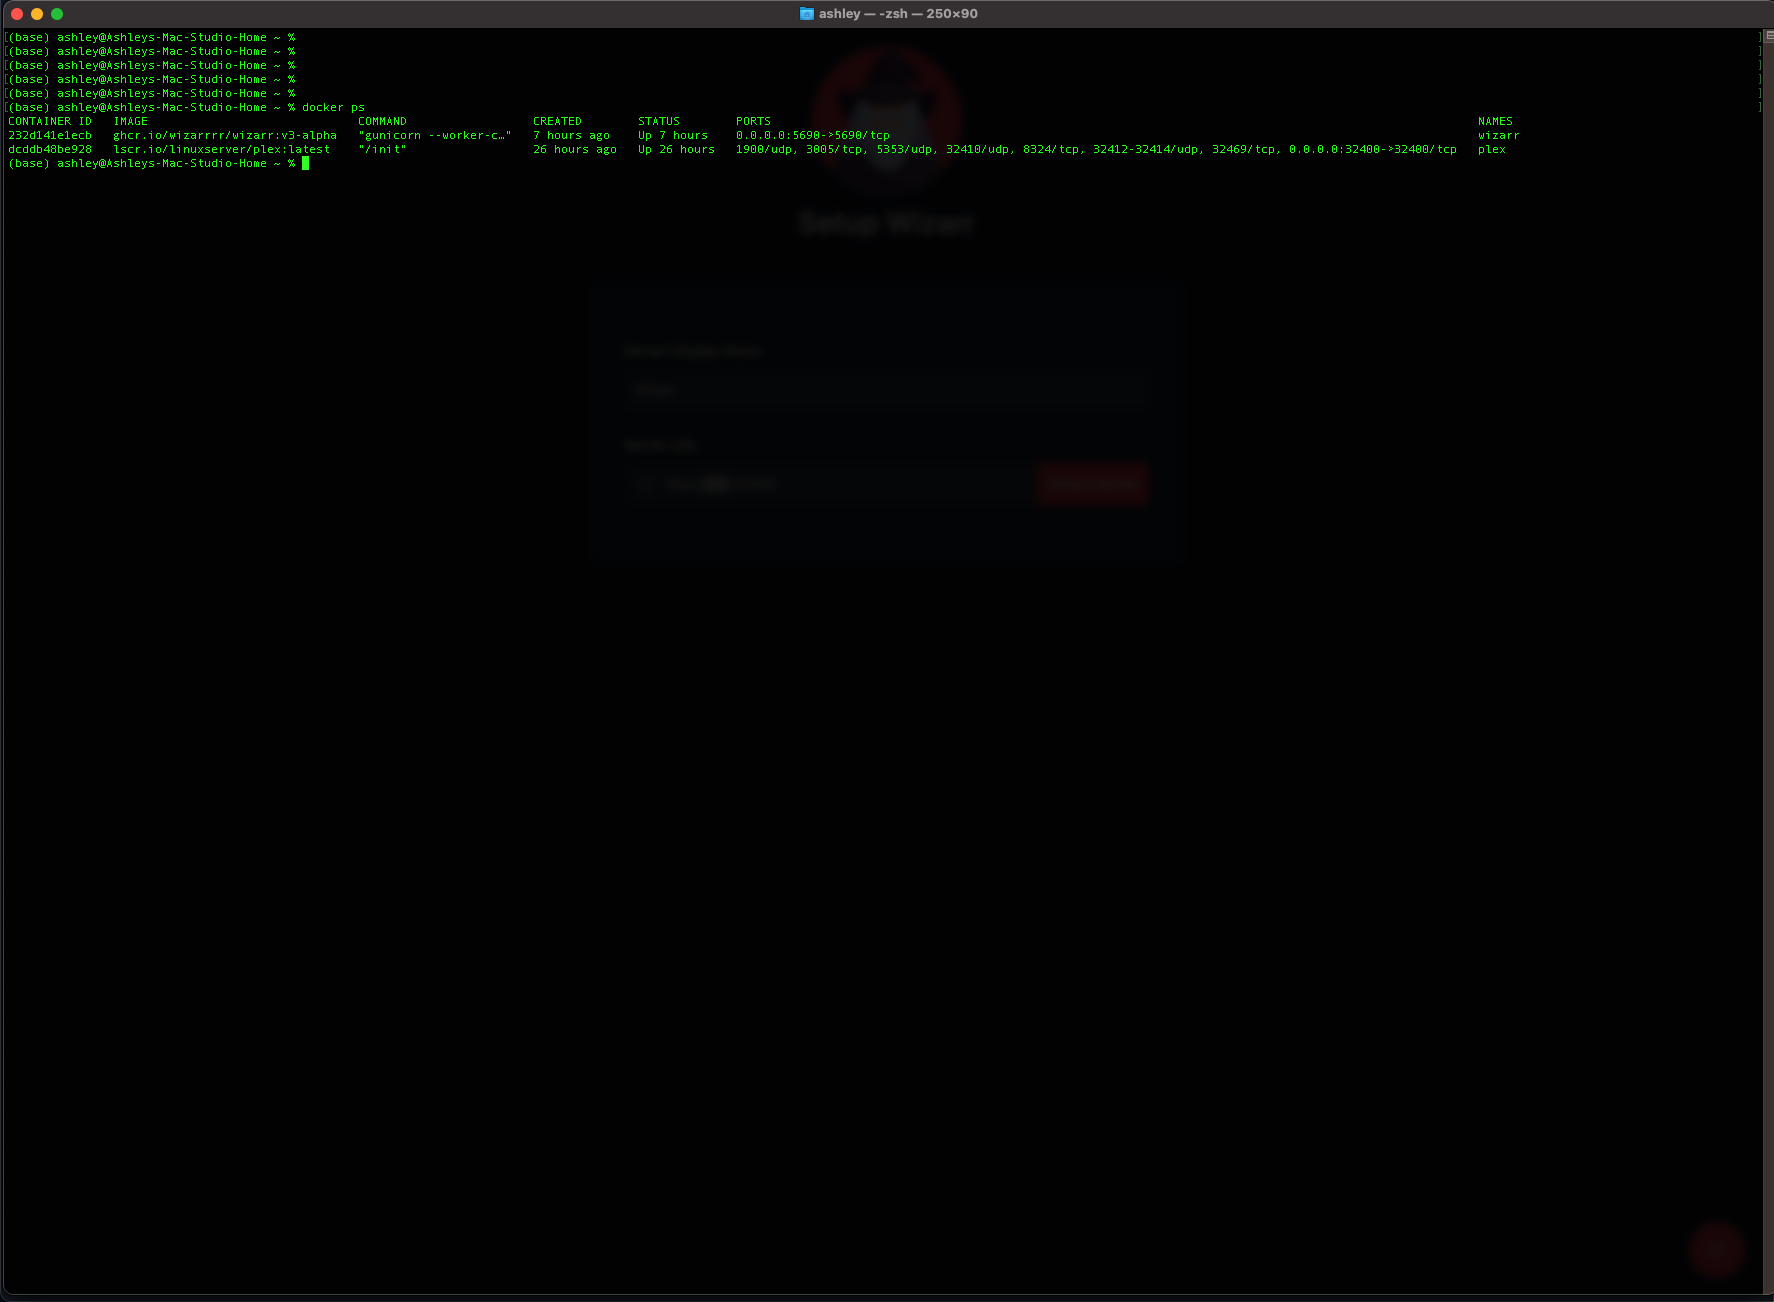 ashley — -zsh — 250×90
(base) ashley@Ashleys-Mac-Studio-Home ~ %
(base) ashley@Ashleys-Mac-Studio-Home ~ %
(base) ashley@Ashleys-Mac-Studio-Home ~ %
(base) ashley@Ashleys-Mac-Studio-Home ~ %
(base) ashley@Ashleys-Mac-Studio-Home ~ %
(base) ashley@Ashleys-Mac-Studio-Home ~ % docker ps
CONTAINER ID IMAGE COMMAND CREATED STATUS PORTS NAMES
232d141e1ecb ghcr.io/wizarrrr/wizarr:v3-alpha "gunicorn --worker-c…" 7 hours ago Up 7 hours 0.0.0.0:5690->5690/tcp wizarr
dcddb48be928 lscr.io/linuxserver/plex:latest "/init" 26 hours ago Up 26 hours 1900/udp, 3005/tcp, 5353/udp, 32410/udp, 8324/tcp, 32412-32414/udp, 32469/tcp, 0.0.0.0:32400->32400/tcp plex
(base) ashley@Ashleys-Mac-Studio-Home ~ %
Setup Wizarr